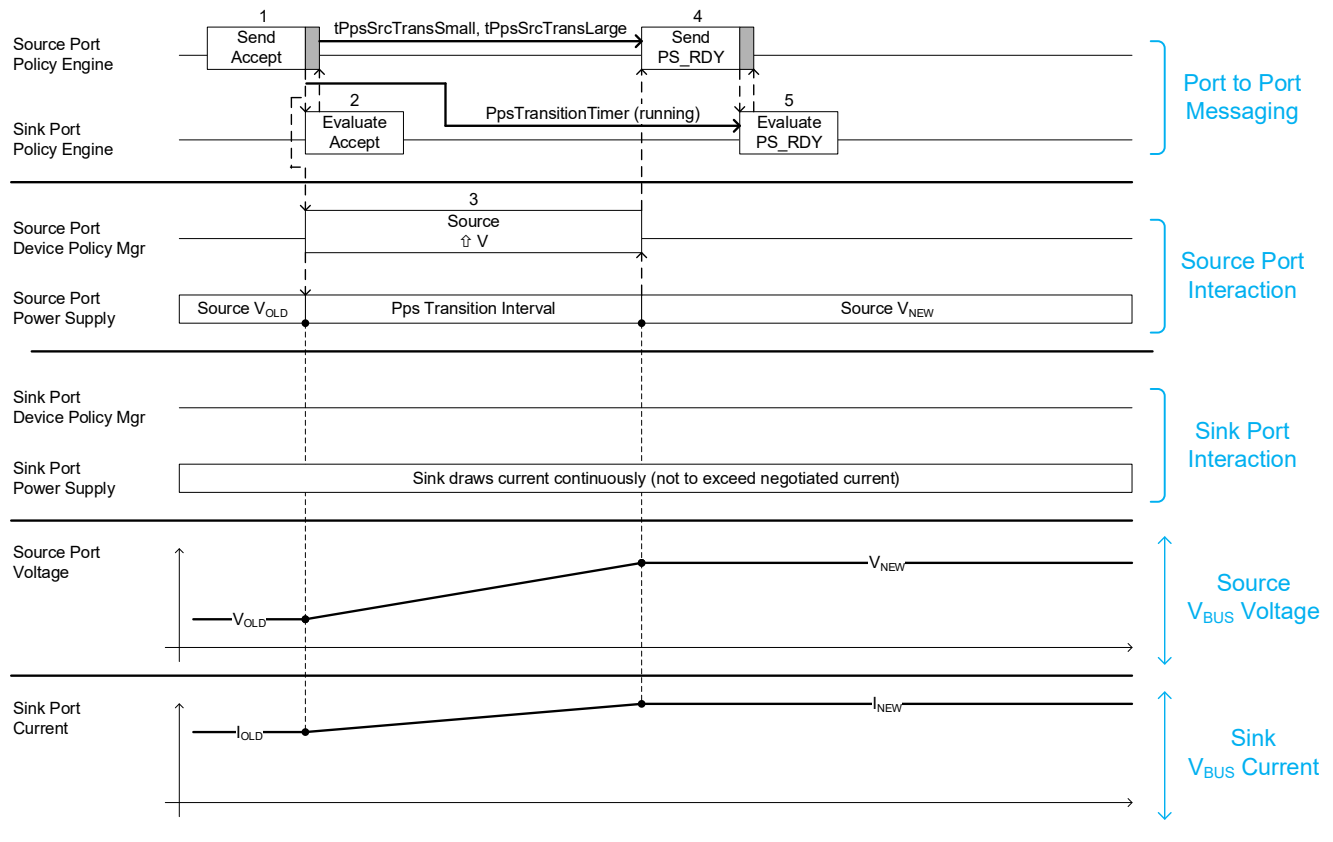 1
4
tPpsSrcTransSmall, tPpsSrcTransLarge
Source Port
Policy Engine
Send
Accept
Send
PS_RDY
Port to Port
Messaging
2
5
PpsTransitionTimer (running)
Sink Port
Policy Engine
Evaluate
Accept
Evaluate
PS_RDY
3
Source Port
Device Policy Mgr
Source
⇧ V
Source Port
Interaction
Source Port
Power Supply
Source VOLD
Pps Transition Interval
Source VNEW
Sink Port
Device Policy Mgr
Sink Port
Interaction
Sink Port
Power Supply
Sink draws current continuously (not to exceed negotiated current)
Source Port
Voltage
VOLD
VNEW
Source
VBUS Voltage
Sink Port
Current
IOLD
INEW
Sink
VBUS Current